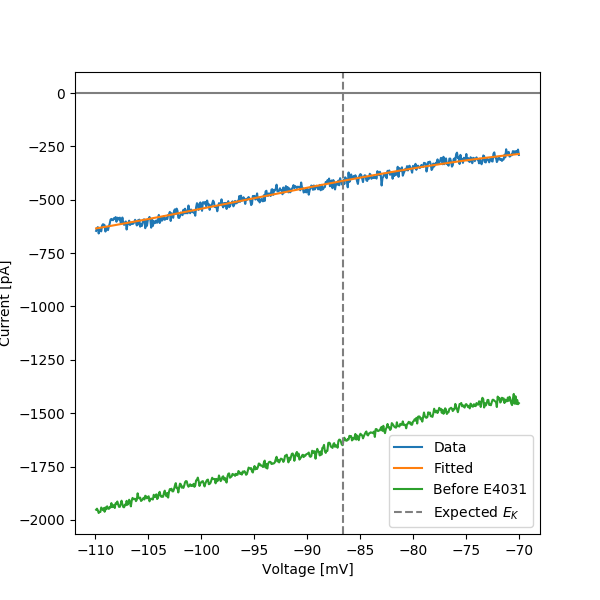 0
−250
−500
−750
−1000
−1250
−1500
−1750
−2000
Current [pA]
−110 −105 −100 −95 −90 −85 −80 −75 −70
Voltage [mV]
Data
Fitted
Before E4031
Expected E_K